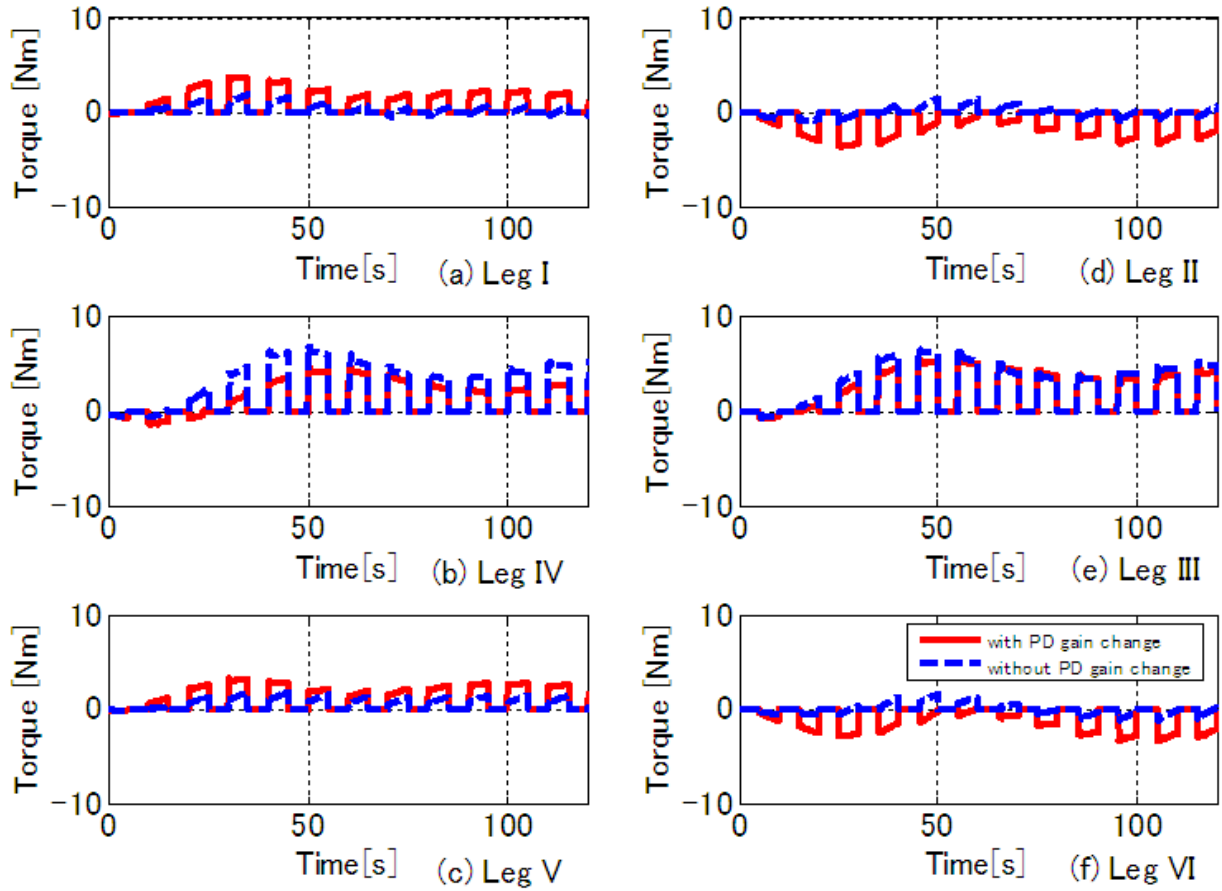 10
0
-10
Torque [Nm]
0 50 100
Time[s]
(a) Leg I
10
0
-10
Torque [Nm]
0 50 100
Time[s]
(d) Leg II
10
0
-10
Torque [Nm]
0 50 100
Time[s]
(b) Leg IV
10
0
-10
Torque [Nm]
0 50 100
Time[s]
(e) Leg III
10
0
-10
Torque [Nm]
0 50 100
Time[s]
(c) Leg V
10
0
-10
Torque [Nm]
with PD gain change
without PD gain change
0 50 100
Time[s]
(f) Leg VI